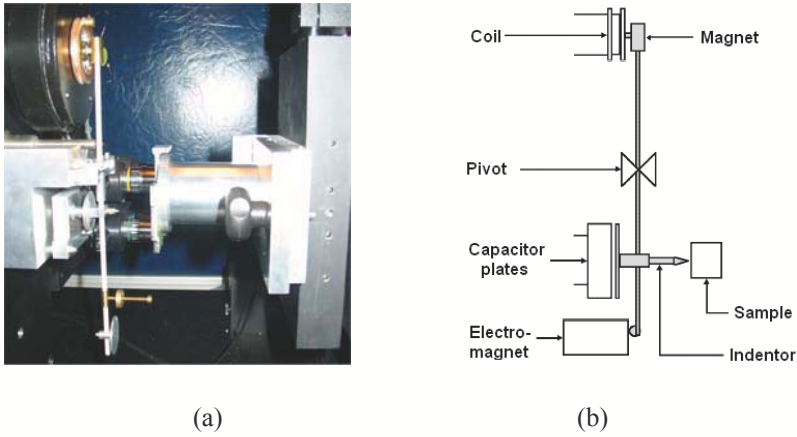 Coil
Magnet
Pivot
Capacitor
plates
Sample
Electro-
magnet
Indentor
(a)
(b)